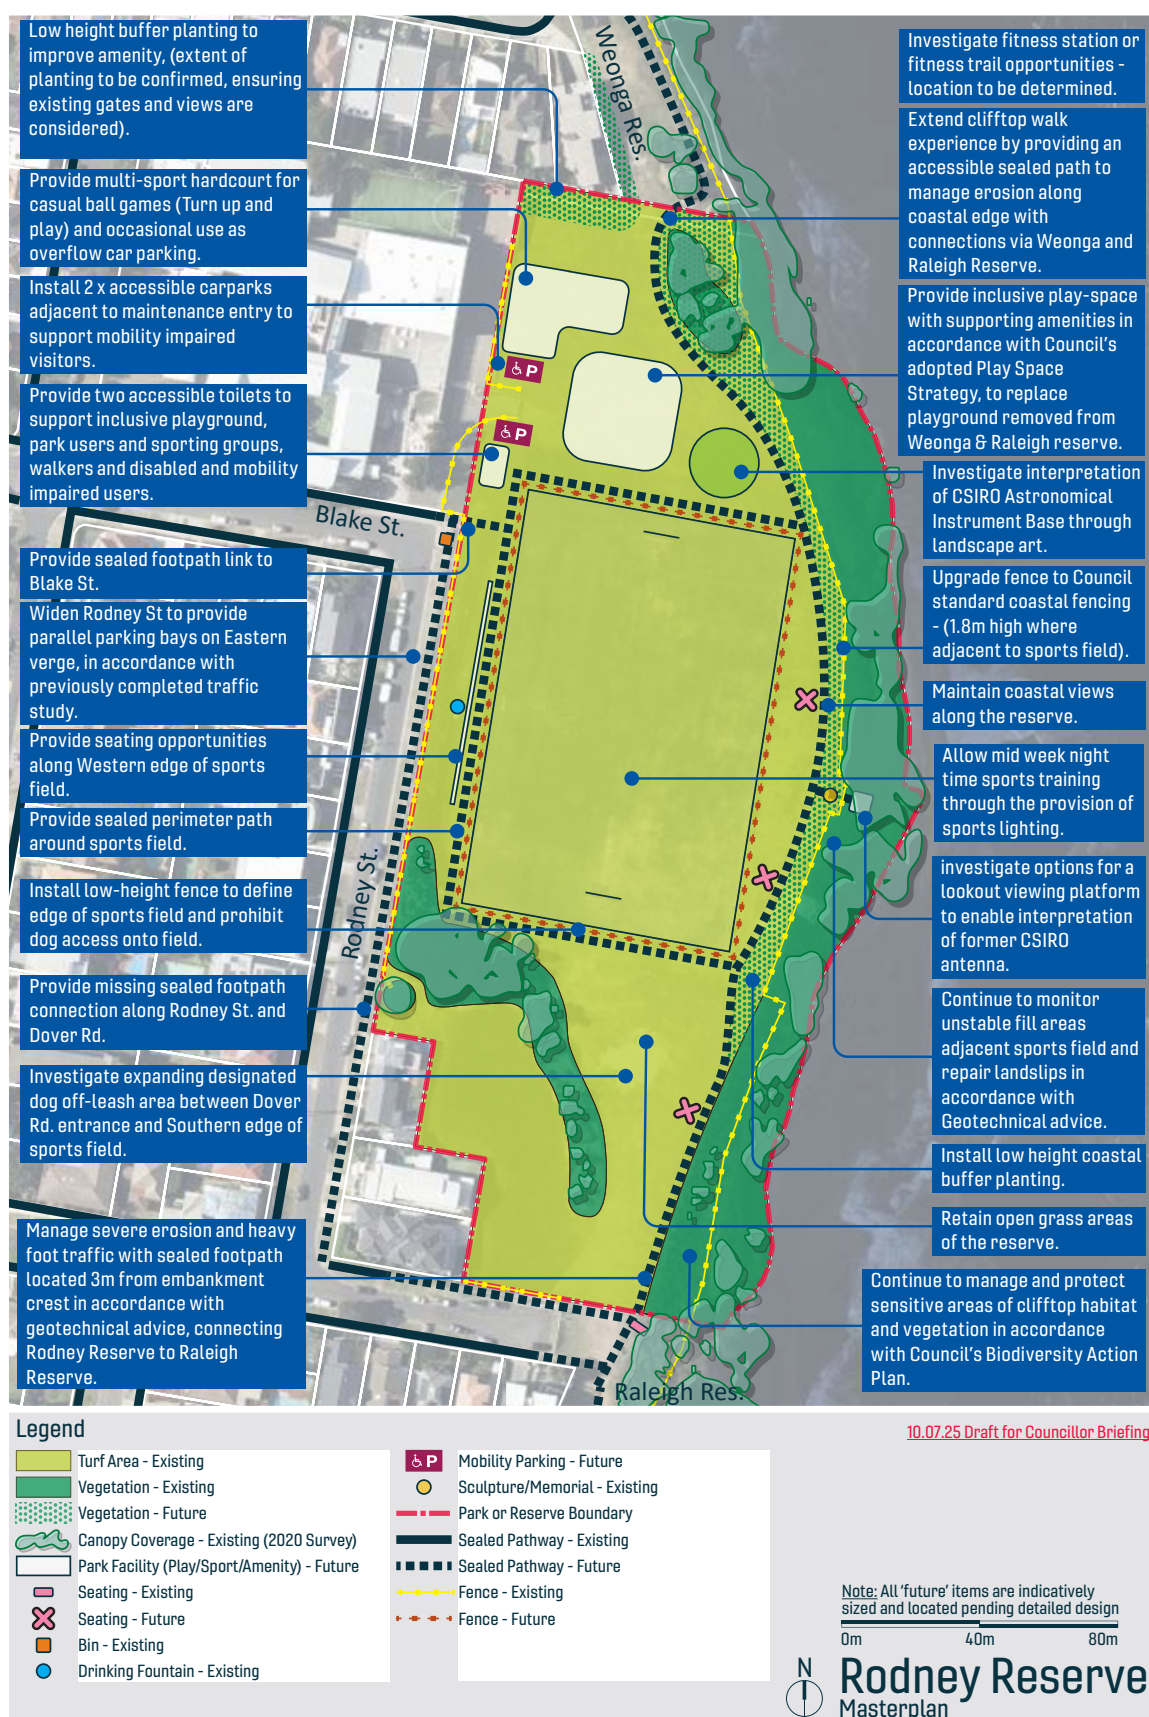 Low height buffer planting to
improve amenity, (extent of
planting to be confirmed, ensuring
existing gates and views are
considered).
Provide multi-sport hardcourt for
casual ball games (Turn up and
play) and occasional use as
overflow car parking.
Install 2 x accessible carparks
adjacent to maintenance entry to
support mobility impaired
visitors.
Provide two accessible toilets to
support inclusive playground,
park users and sporting groups,
walkers and disabled and mobility
impaired users.
Provide sealed footpath link to
Blake St.
Widen Rodney St to provide
parallel parking bays on Eastern
verge, in accordance with
previously completed traffic
study.
Provide seating opportunities
along Western edge of sports
field.
Provide sealed perimeter path
around sports field.
Install low-height fence to define
edge of sports field and prohibit
dog access onto field.
Provide missing sealed footpath
connection along Rodney St. and
Dover Rd.
Investigate expanding designated
dog off-leash area between Dover
Rd. entrance and Southern edge of
sports field.
Manage severe erosion and heavy
foot traffic with sealed footpath
located 3m from embankment
crest in accordance with
geotechnical advice, connecting
Rodney Reserve to Raleigh
Reserve.
Weonga Res.
P
P
Blake St.
Rodney St.
Raleigh Res.
Investigate fitness station or
fitness trail opportunities -
location to be determined.
Extend clifftop walk
experience by providing an
accessible sealed path to
manage erosion along
coastal edge with
connections via Weonga and
Raleigh Reserve.
Provide inclusive play-space
with supporting amenities in
accordance with Council's
adopted Play Space
Strategy, to replace
playground removed from
Weonga & Raleigh reserve.
Investigate interpretation
of CSIRO Astronomical
Instrument Base through
landscape art.
Upgrade fence to Council
standard coastal fencing
- (1.8m high where
adjacent to sports field).
Maintain coastal views
along the reserve.
Allow mid week night
time sports training
through the provision of
sports lighting.
investigate options for a
lookout viewing platform
to enable interpretation
of former CSIRO
antenna.
Continue to monitor
unstable fill areas
adjacent sports field and
repair landslips in
accordance with
Geotechnical advice.
Install low height coastal
buffer planting.
Retain open grass areas
of the reserve.
Continue to manage and protect
sensitive areas of clifftop habitat
and vegetation in accordance
with Council's Biodiversity Action
Plan.
Legend
Turf Area - Existing
Vegetation - Existing
Vegetation - Future
Canopy Coverage - Existing (2020 Survey)
Park Facility (Play/Sport/Amenity) - Future
Seating - Existing
Seating - Future
Bin - Existing
Drinking Fountain - Existing
P Mobility Parking - Future
Sculpture/Memorial - Existing
Park or Reserve Boundary
Sealed Pathway - Existing
Sealed Pathway - Future
Fence - Existing
Fence - Future
10.07.25 Draft for Councillor Briefing
Note: All 'future' items are indicatively
sized and located pending detailed design
0m 40m 80m
N
Rodney Reserve
Masterplan